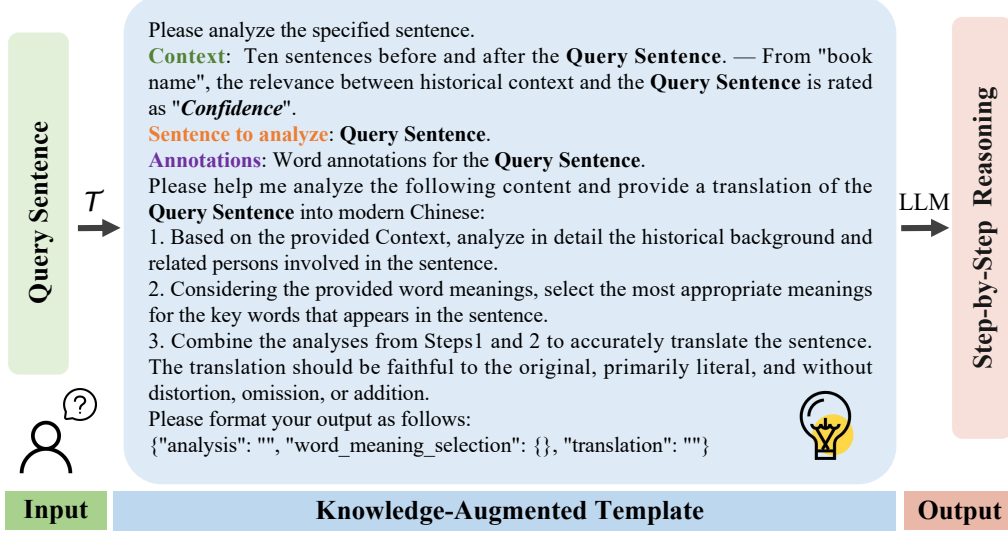 Query Sentence
T
Please analyze the specified sentence.
Context: Ten sentences before and after the Query Sentence. — From "book
name", the relevance between historical context and the Query Sentence is rated
as "Confidence".
Sentence to analyze: Query Sentence.
Annotations: Word annotations for the Query Sentence.
Please help me analyze the following content and provide a translation of the
Query Sentence into modern Chinese:
1. Based on the provided Context, analyze in detail the historical background and
related persons involved in the sentence.
2. Considering the provided word meanings, select the most appropriate meanings
for the key words that appears in the sentence.
3. Combine the analyses from Steps1 and 2 to accurately translate the sentence.
The translation should be faithful to the original, primarily literal, and without
distortion, omission, or addition.
Please format your output as follows:
{"analysis": "", "word_meaning_selection": {}, "translation": ""}
LLM
Step-by-Step Reasoning
?
Input
Knowledge-Augmented Template
Output